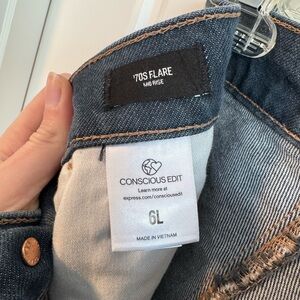 '70S FLARE
MID RISE
CONSCIOUS EDIT
Learn more at
express.com/consciousedit
6L
MADE IN VIETNAM